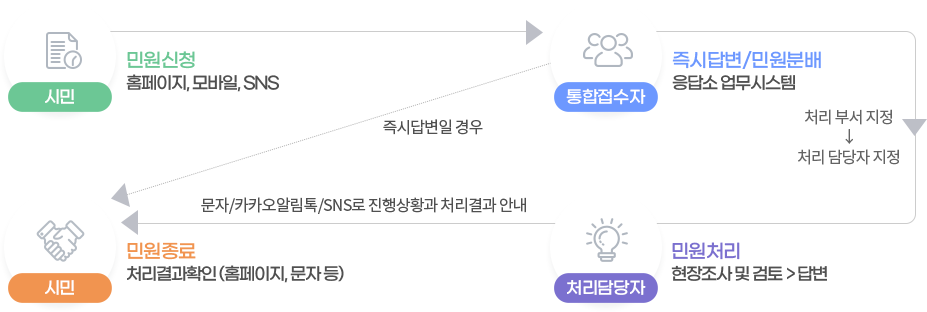 민원신청
홈페이지, 모바일, SNS
시민
즉시답변/민원분배
응답소 업무시스템
통합접수자
즉시답변일 경우
처리 부서 지정
↓
처리 담당자 지정
문자/카카오알림톡/SNS로 진행상황과 처리결과 안내
민원종료
처리결과확인 (홈페이지, 문자 등)
시민
민원처리
현장조사 및 검토 > 답변
처리담당자